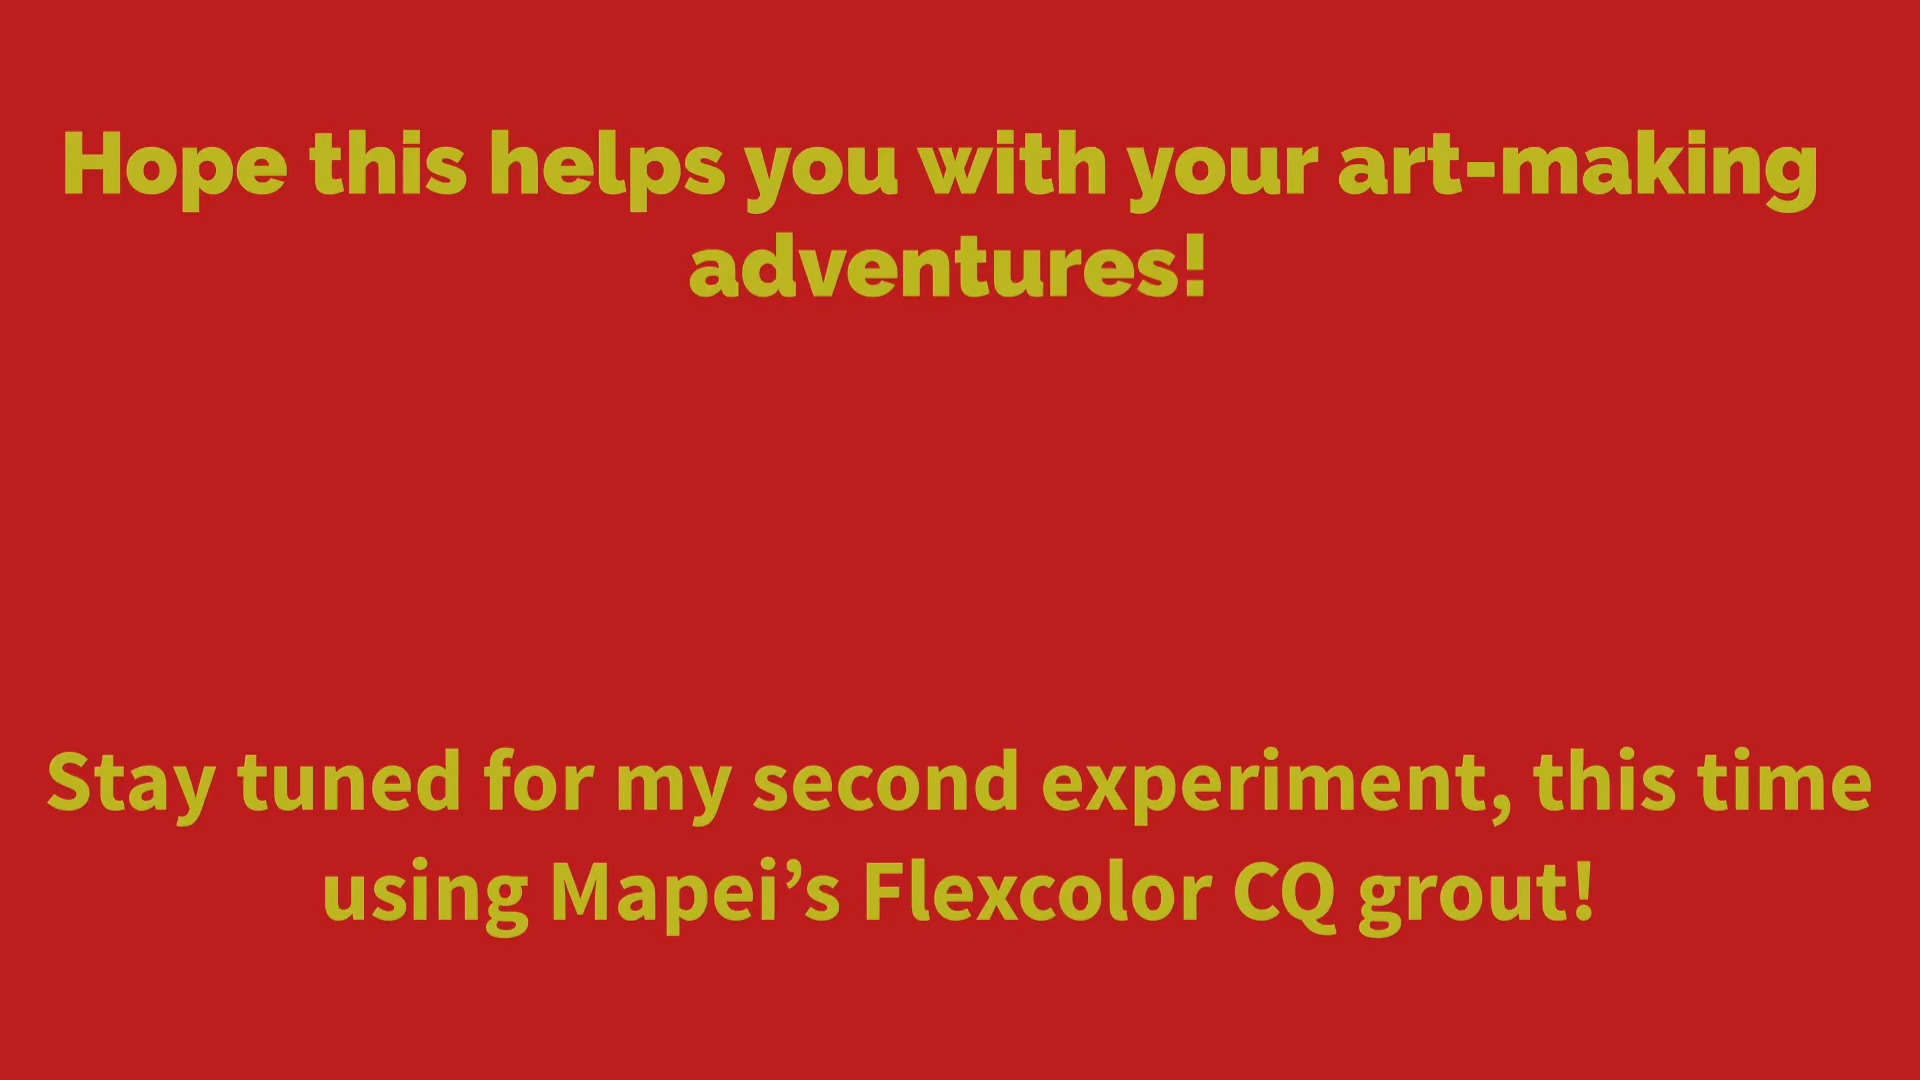 Hope this helps you with your art-making
adventures!
Stay tuned for my second experiment, this time
using Mapei’s Flexcolor CQ grout!